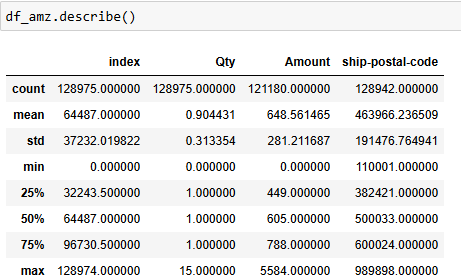 df_amz.describe()
index Qty Amount ship-postal-code
count 128975.000000 128975.000000 121180.000000 128942.000000
mean 64487.000000 0.904431 648.561465 463966.236509
std 37232.019822 0.313354 281.211687 191476.764941
min 0.000000 0.000000 0.000000 110001.000000
25% 32243.500000 1.000000 449.000000 382421.000000
50% 64487.000000 1.000000 605.000000 500033.000000
75% 96730.500000 1.000000 788.000000 600024.000000
max 128974.000000 15.000000 5584.000000 989898.000000